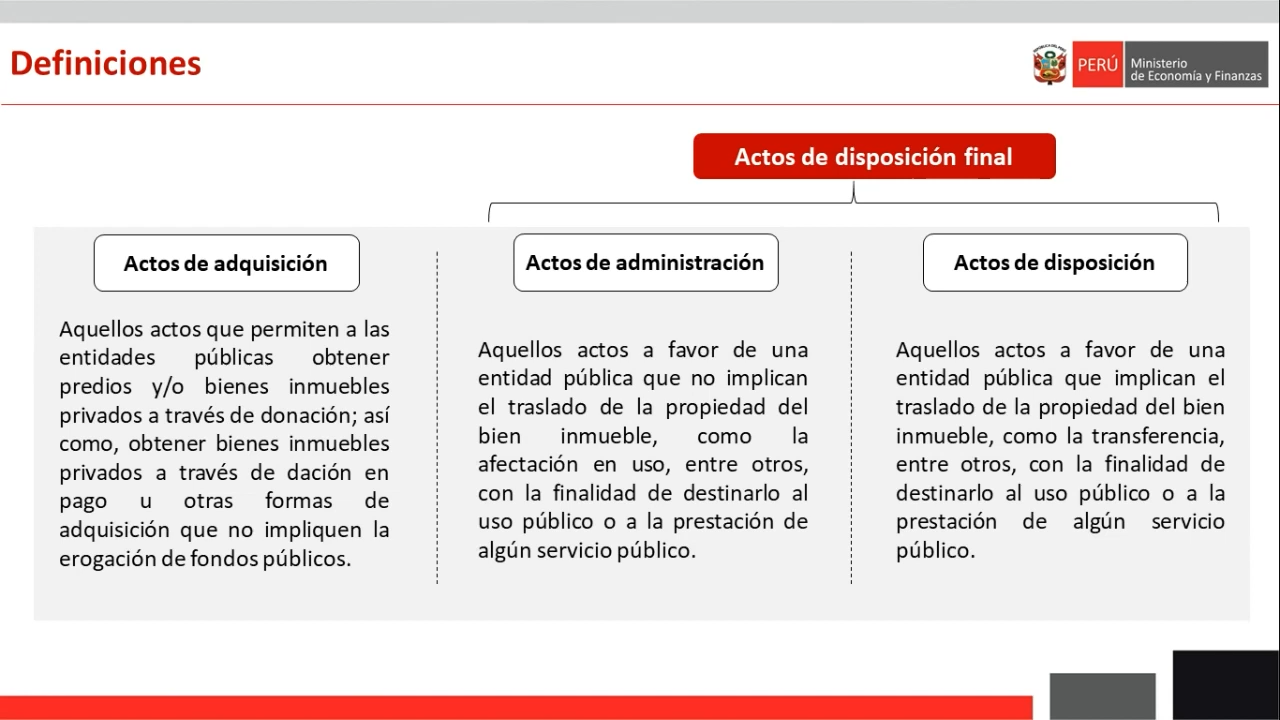 Definiciones
PERÚ
Ministerio
de Economía y Finanzas
Actos de disposición final
Actos de adquisición
Aquellos actos que permiten a las
entidades públicas obtener
predios y/o bienes inmuebles
privados a través de donación; así
como, obtener bienes inmuebles
privados a través de dación en
pago u otras formas de
adquisición que no impliquen la
erogación de fondos públicos.
Actos de administración
Aquellos actos a favor de una
entidad pública que no implican
el traslado de la propiedad del
bien inmueble, como la
afectación en uso, entre otros,
con la finalidad de destinarlo al
uso público o a la prestación de
algún servicio público.
Actos de disposición
Aquellos actos a favor de una
entidad pública que implican el
traslado de la propiedad del bien
inmueble, como la transferencia,
entre otros, con la finalidad de
destinarlo al uso público o a la
prestación de algún servicio
público.